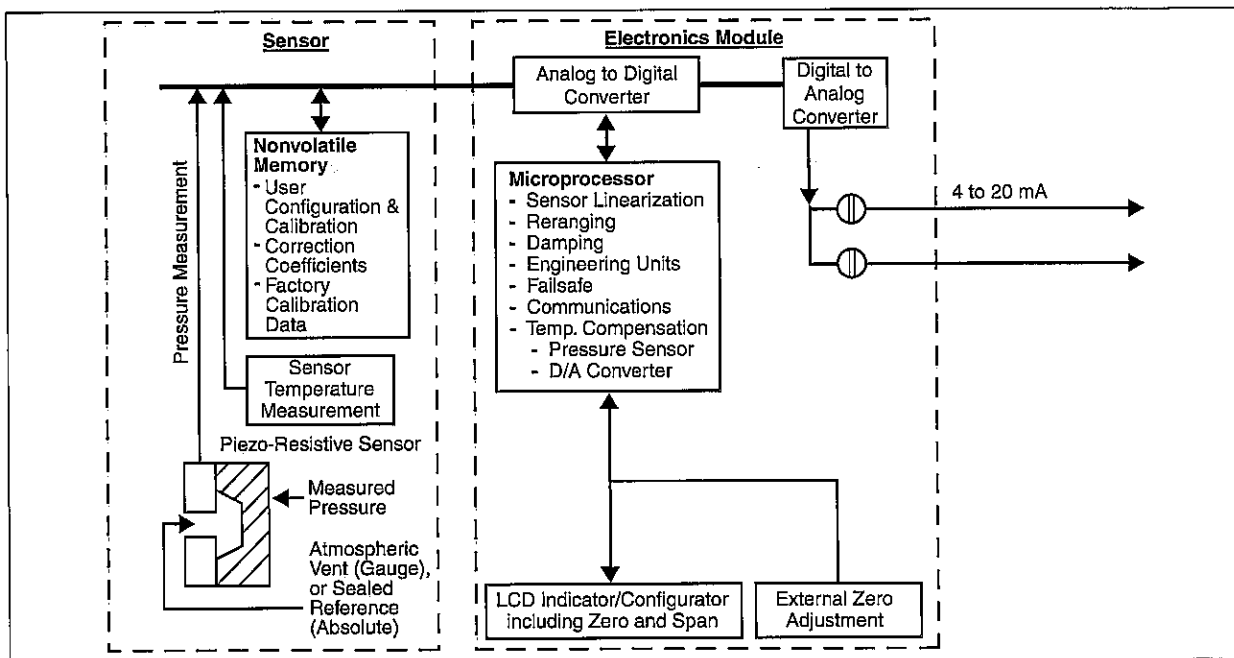 Sensor
Pressure Measurement
Nonvolatile
Memory
- User
Configuration &
Calibration
- Correction
Coefficients
- Factory
Calibration
Data
Sensor
Temperature
Measurement
Piezo-Resistive Sensor
Measured
Pressure
Atmospheric
Vent (Gauge),
or Sealed
Reference
(Absolute)
Electronics Module
Analog to Digital
Converter
Digital to
Analog
Converter
Microprocessor
- Sensor Linearization
- Reranging
- Damping
- Engineering Units
- Failsafe
- Communications
- Temp. Compensation
- Pressure Sensor
- D/A Converter
4 to 20 mA
LCD Indicator/Configurator
including Zero and Span
External Zero
Adjustment